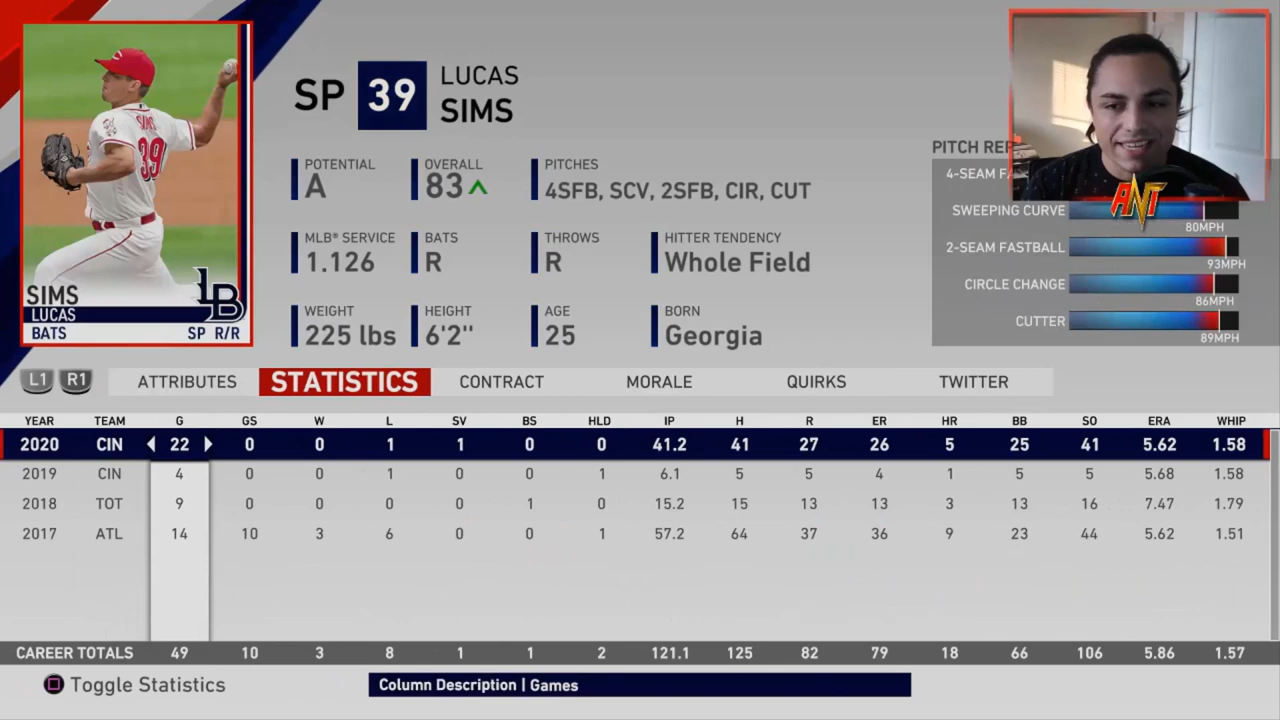 SP 39 LUCAS SIMS
POTENTIAL OVERALL PITCHES
A 83 4SFB, SCV, 2SFB, CIR, CUT
MLB® SERVICE BATS THROWS HITTER TENDENCY
1.126 R R Whole Field
WEIGHT HEIGHT AGE BORN
225 lbs 6'2" 25 Georgia
SIMS
39
SIMS
LUCAS
BATS SP R/R
LB
PITCH REP
4-SEAM FA
ANT
SWEEPING CURVE
80MPH
2-SEAM FASTBALL
93MPH
CIRCLE CHANGE
86MPH
CUTTER
89MPH
L1 R1 ATTRIBUTES STATISTICS CONTRACT MORALE QUIRKS TWITTER
YEAR TEAM G GS W L SV BS HLD IP H R ER HR BB SO ERA WHIP
2020 CIN 22 0 0 1 1 0 0 41.2 41 27 26 5 25 41 5.62 1.58
2019 CIN 4 0 0 1 0 0 1 6.1 5 5 4 1 5 5 5.68 1.58
2018 TOT 9 0 0 0 0 1 0 15.2 15 13 13 3 13 16 7.47 1.79
2017 ATL 14 10 3 6 0 0 1 57.2 64 37 36 9 23 44 5.62 1.51
CAREER TOTALS 49 10 3 8 1 1 2 121.1 125 82 79 18 66 106 5.86 1.57
Toggle Statistics
Column Description | Games